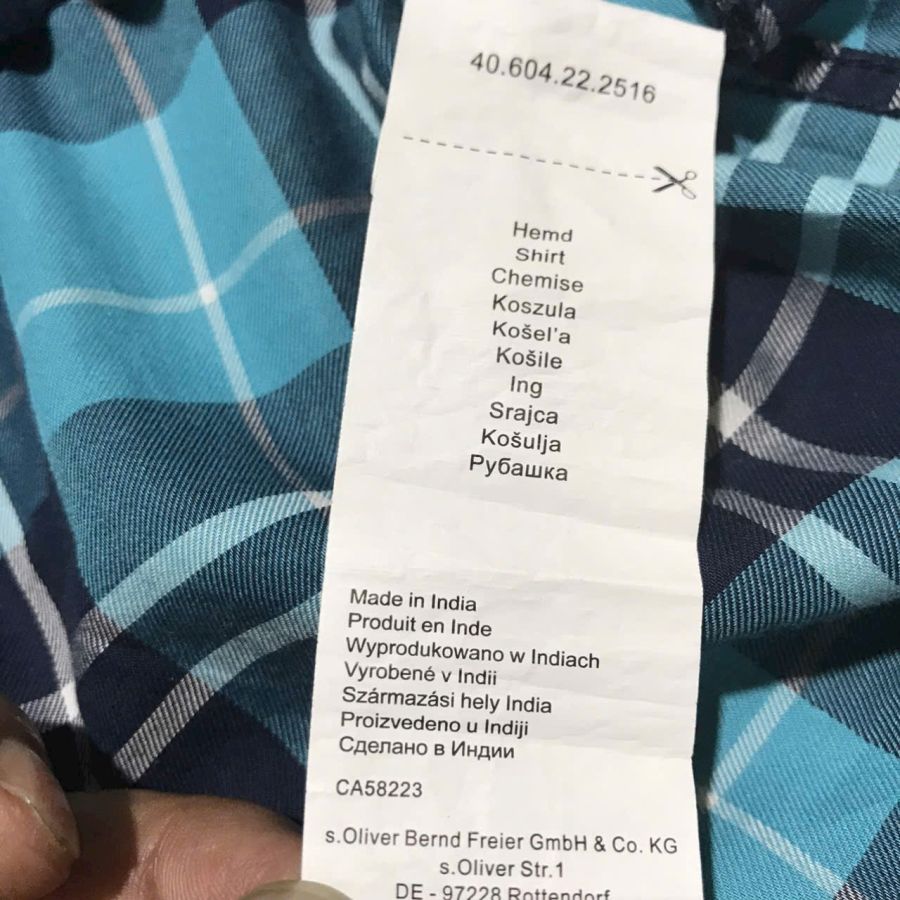 40.604.22.2516
Hemd
Shirt
Chemise
Koszula
Košel'a
Košile
Ing
Srajca
Košulja
Рубашка
Made in India
Produit en Inde
Wyprodukowano w Indiach
Vyrobené v Indii
Származási hely India
Proizvedeno u Indiji
Сделано в Индии
CA58223
s.Oliver Bernd Freier GmbH & Co. KG
s.Oliver Str.1
DE - 97228 Rottendorf